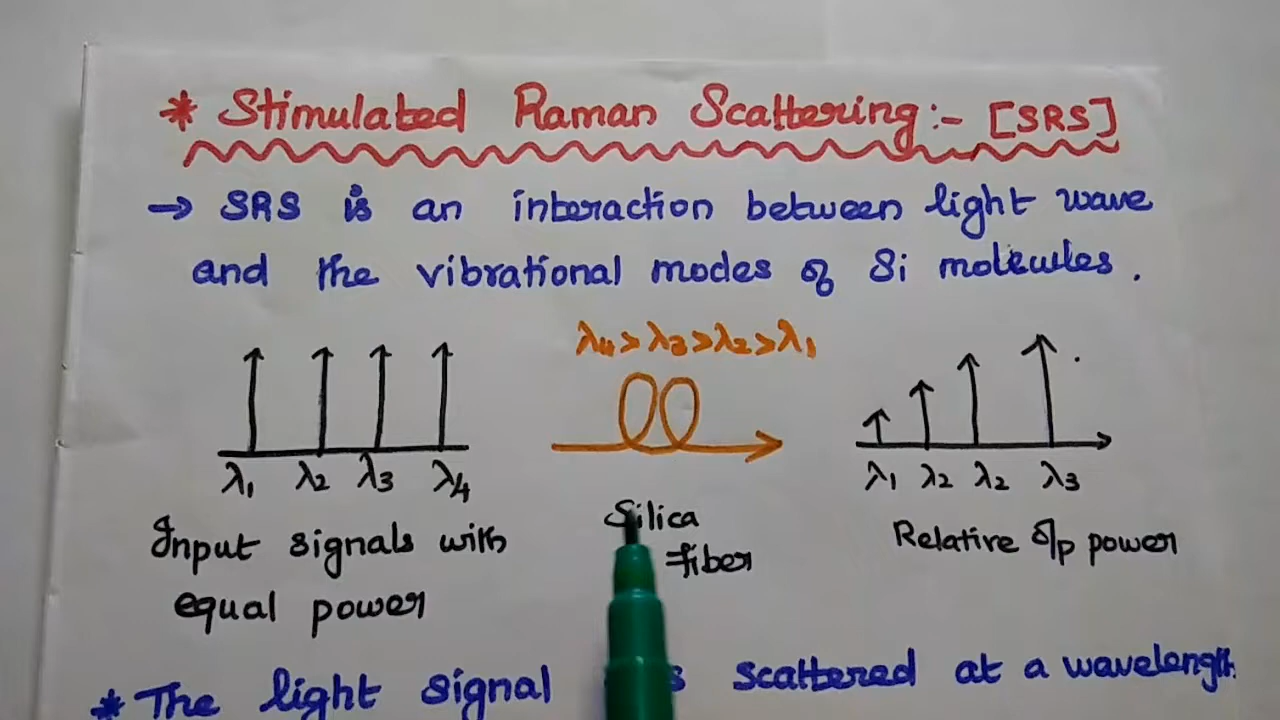 * Stimulated Raman Scattering:- [SRS]
→ SRS is an interaction between light wave
and the vibrational modes of Si molecules.
λ4>λ3>λ2>λ1
λ1 λ2 λ3 λ4
λ1 λ2 λ2 λ3
Input signals with
equal power
Silica
fiber
Relative o/p power
* The light signal scattered at a wavelength